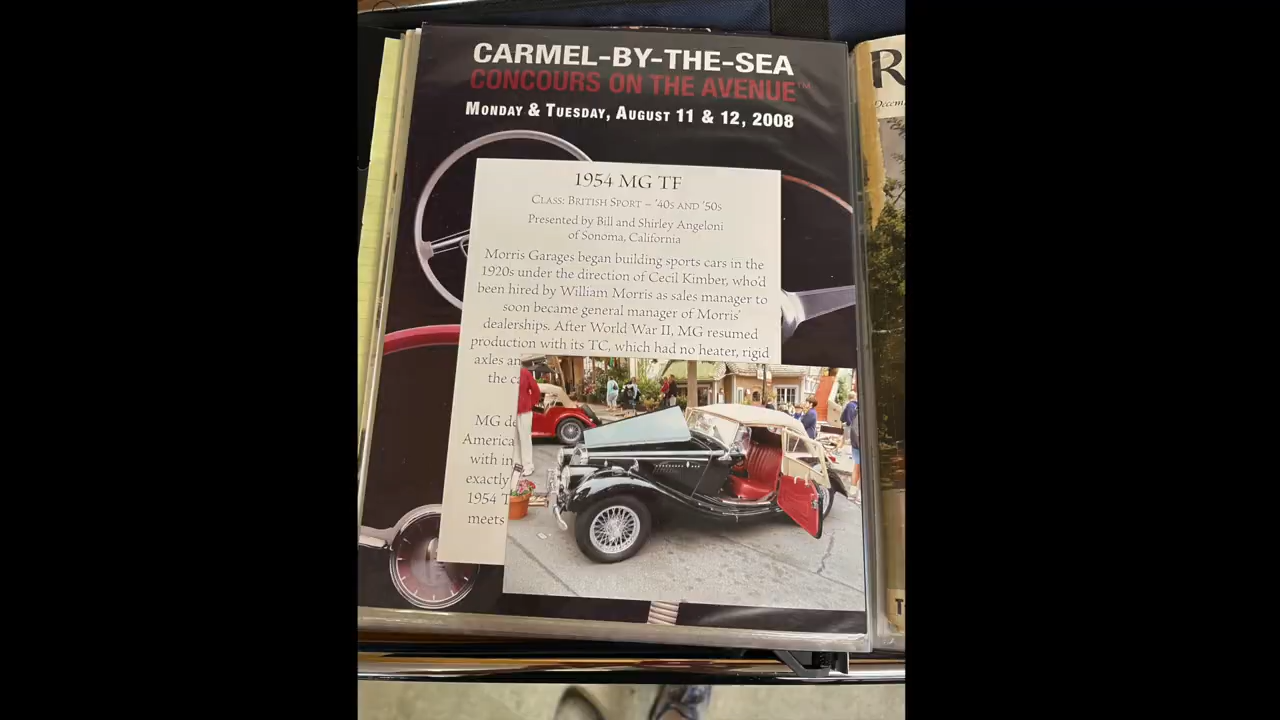 CARMEL-BY-THE-SEA
CONCOURS ON THE AVENUE™
MONDAY & TUESDAY, AUGUST 11 & 12, 2008
1954 MG TF
CLASS: BRITISH SPORT – '40S AND '50S
Presented by Bill and Shirley Angeloni
of Sonoma, California
Morris Garages began building sports cars in the
1920s under the direction of Cecil Kimber, who'd
been hired by William Morris as sales manager to
soon became general manager of Morris'
dealerships. After World War II, MG resumed
production with its TC, which had no heater, rigid
axles an
the c
MG de
America
with in
exactly
1954 T
meets
R
Decem
T